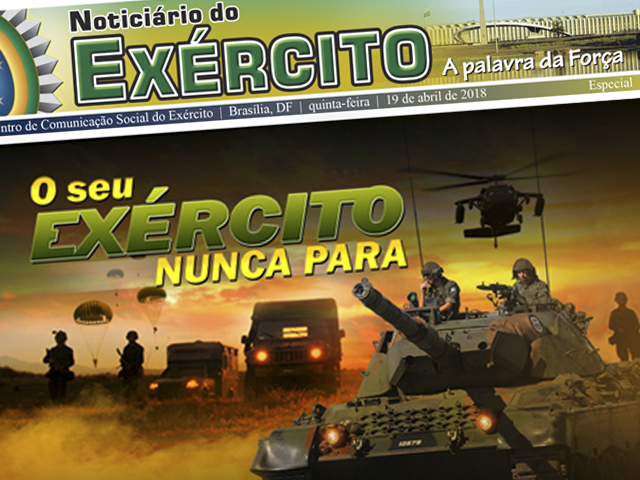 Noticiário do
EXÉRCITO
A palavra da Força
ntro de Comunicação Social do Exército | Brasília, DF | quinta-feira | 19 de abril de 2018
Especial
O seu
EXÉRCITO
NUNCA PARA